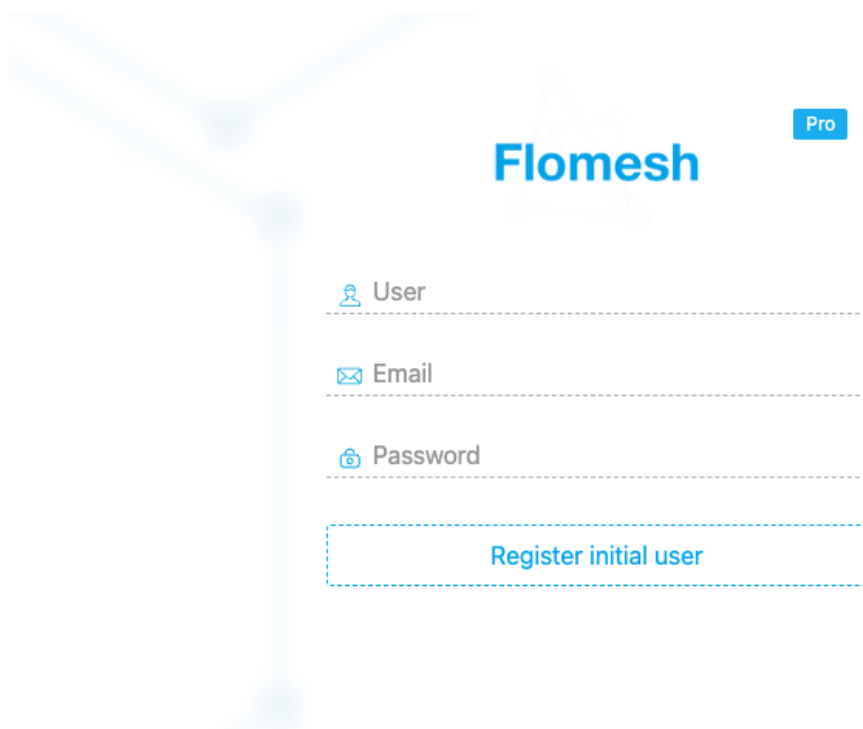 Pro
Flomesh
User
Email
Password
Register initial user